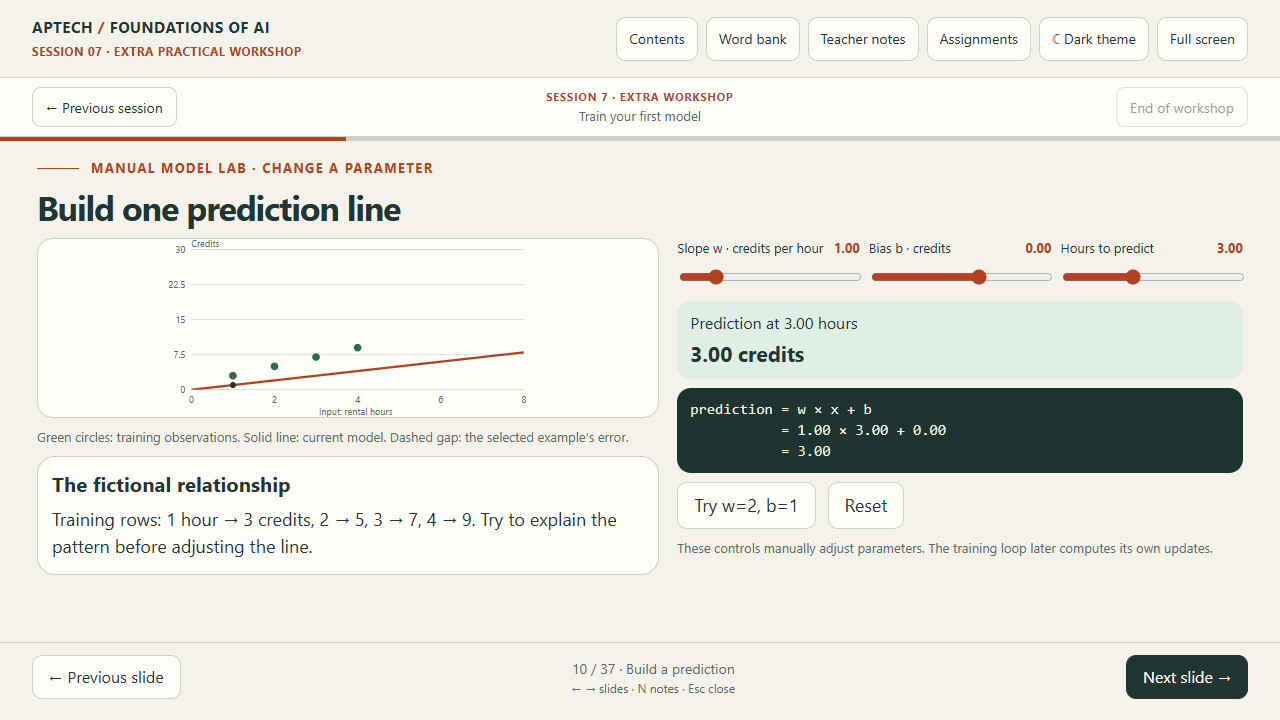 APTECH / FOUNDATIONS OF AI
SESSION 07 · EXTRA PRACTICAL WORKSHOP
Contents
Word bank
Teacher notes
Assignments
☾ Dark theme
Full screen
← Previous session
SESSION 7 · EXTRA WORKSHOP
Train your first model
End of workshop
MANUAL MODEL LAB · CHANGE A PARAMETER
Build one prediction line
Credits
30
22.5
15
7.5
0
0 2 4 6 8
Input: rental hours
Green circles: training observations. Solid line: current model. Dashed gap: the selected example's error.
The fictional relationship
Training rows: 1 hour → 3 credits, 2 → 5, 3 → 7, 4 → 9. Try to explain the
pattern before adjusting the line.
Slope w · credits per hour 1.00
Bias b · credits 0.00
Hours to predict 3.00
Prediction at 3.00 hours
3.00 credits
prediction = w × x + b
= 1.00 × 3.00 + 0.00
= 3.00
Try w=2, b=1
Reset
These controls manually adjust parameters. The training loop later computes its own updates.
← Previous slide
10 / 37 · Build a prediction
← → slides · N notes · Esc close
Next slide →